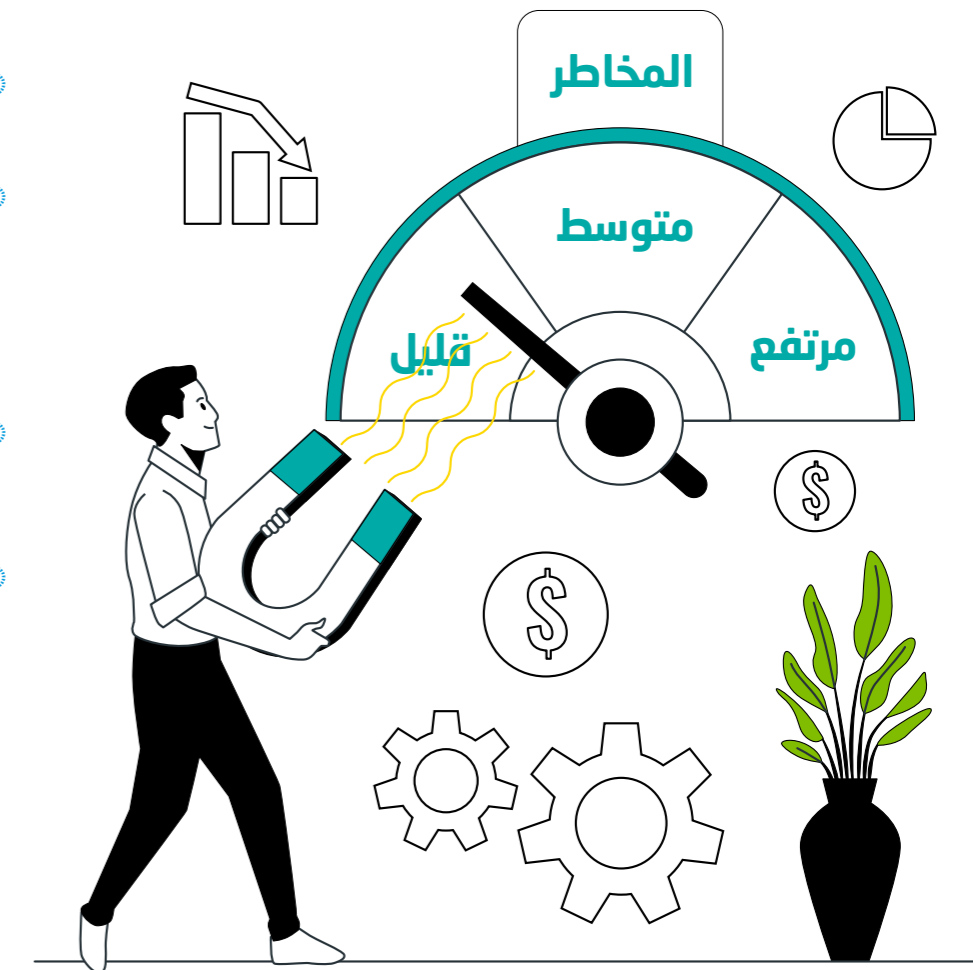 المخاطر
متوسط
مرتفع
قليل
$
$